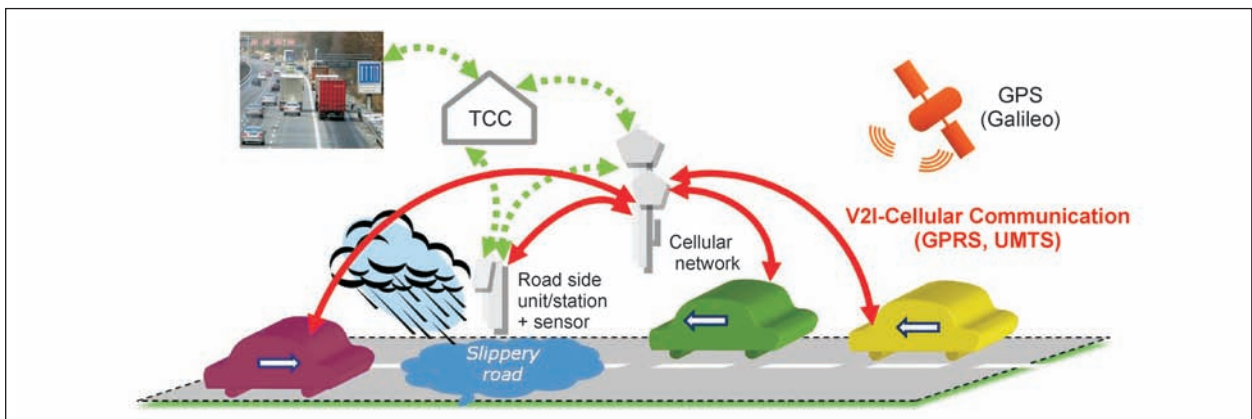 TCC
GPS
(Galileo)
V2I-Cellular Communication
(GPRS, UMTS)
Cellular
network
Road side
unit/station
+ sensor
Slippery
road